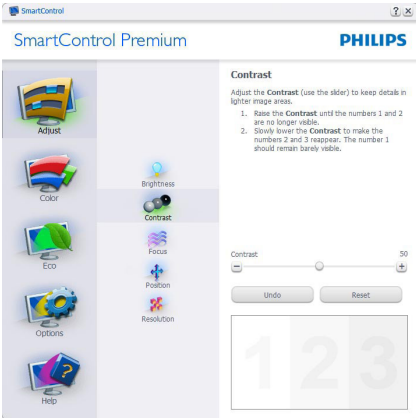 SmartControl
SmartControl Premium
PHILIPS
Adjust
Color
Eco
Options
Help
Brightness
Contrast
Focus
Position
Resolution
Contrast
Adjust the Contrast (use the slider) to keep details in
lighter image areas.
1. Raise the Contrast until the numbers 1 and 2
are no longer visible.
2. Slowly lower the Contrast to make the
numbers 2 and 3 reappear. The number 1
should remain barely visible.
Contrast 50
Undo Reset
1 2 3